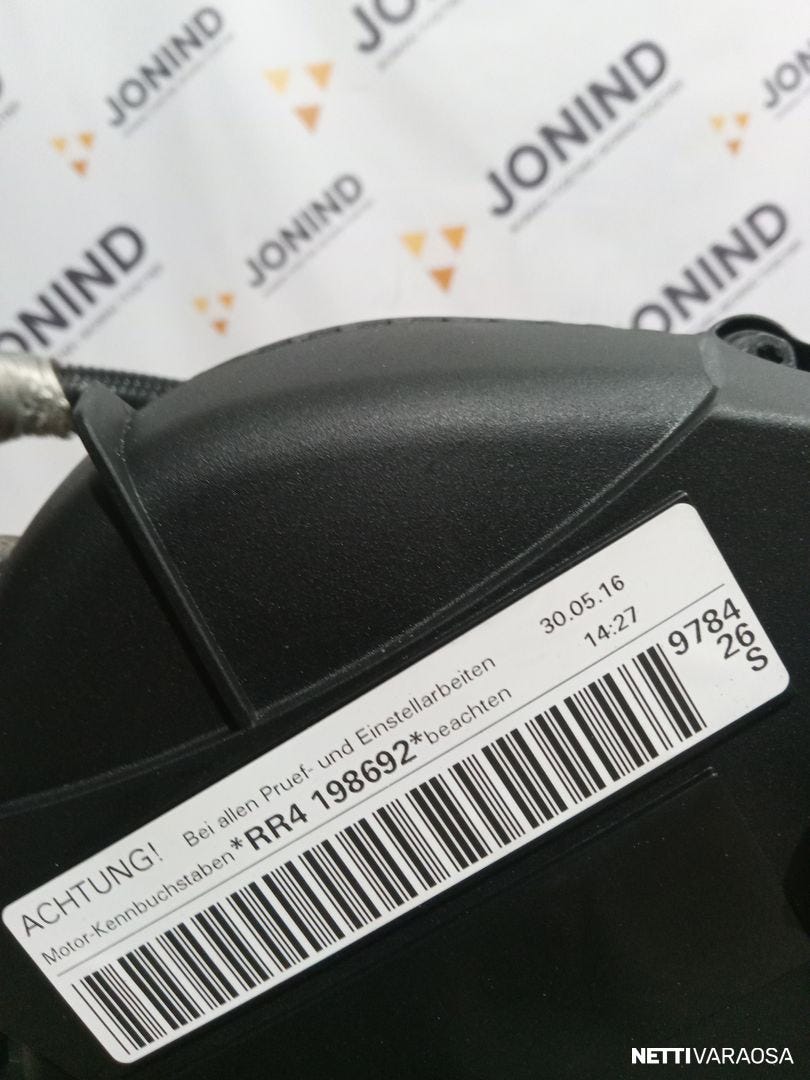 JONIND
JONIND
JONIND
JONIND
JONIND
ONIND
ACHTUNG! Bei allen Pruef- und Einstellarbeiten
30.05.16
Motor-Kennbuchstaben *RR4 198692* beachten
14:27
9784
26
S
NETTIVARAOSA